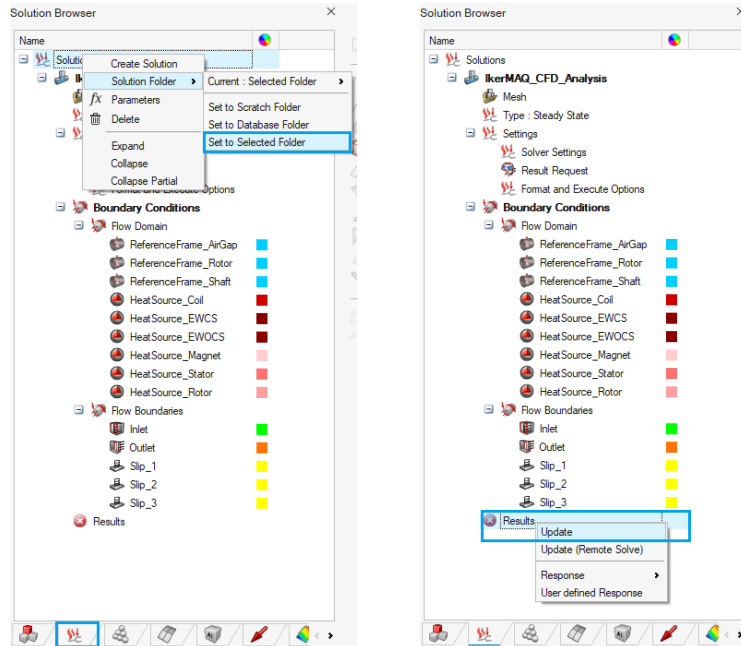 Solution Browser
Name
Create Solution
Solution Folder
Current : Selected Folder
fx Parameters
Set to Scratch Folder
Delete
Set to Database Folder
Set to Selected Folder
Expand
Collapse
Collapse Partial
Format and Execute Options
Boundary Conditions
Flow Domain
ReferenceFrame_AirGap
ReferenceFrame_Rotor
ReferenceFrame_Shaft
HeatSource_Coil
HeatSource_EWCS
HeatSource_EWOCS
HeatSource_Magnet
HeatSource_Stator
HeatSource_Rotor
Flow Boundaries
Inlet
Outlet
Slip_1
Slip_2
Slip_3
Results
Solution Browser
Name
Solutions
IkerMAQ_CFD_Analysis
Mesh
Type : Steady State
Settings
Solver Settings
Result Request
Format and Execute Options
Boundary Conditions
Flow Domain
ReferenceFrame_AirGap
ReferenceFrame_Rotor
ReferenceFrame_Shaft
HeatSource_Coil
HeatSource_EWCS
HeatSource_EWOCS
HeatSource_Magnet
HeatSource_Stator
HeatSource_Rotor
Flow Boundaries
Inlet
Outlet
Slip_1
Slip_2
Slip_3
Results
Update
Update (Remote Solve)
Response
User defined Response